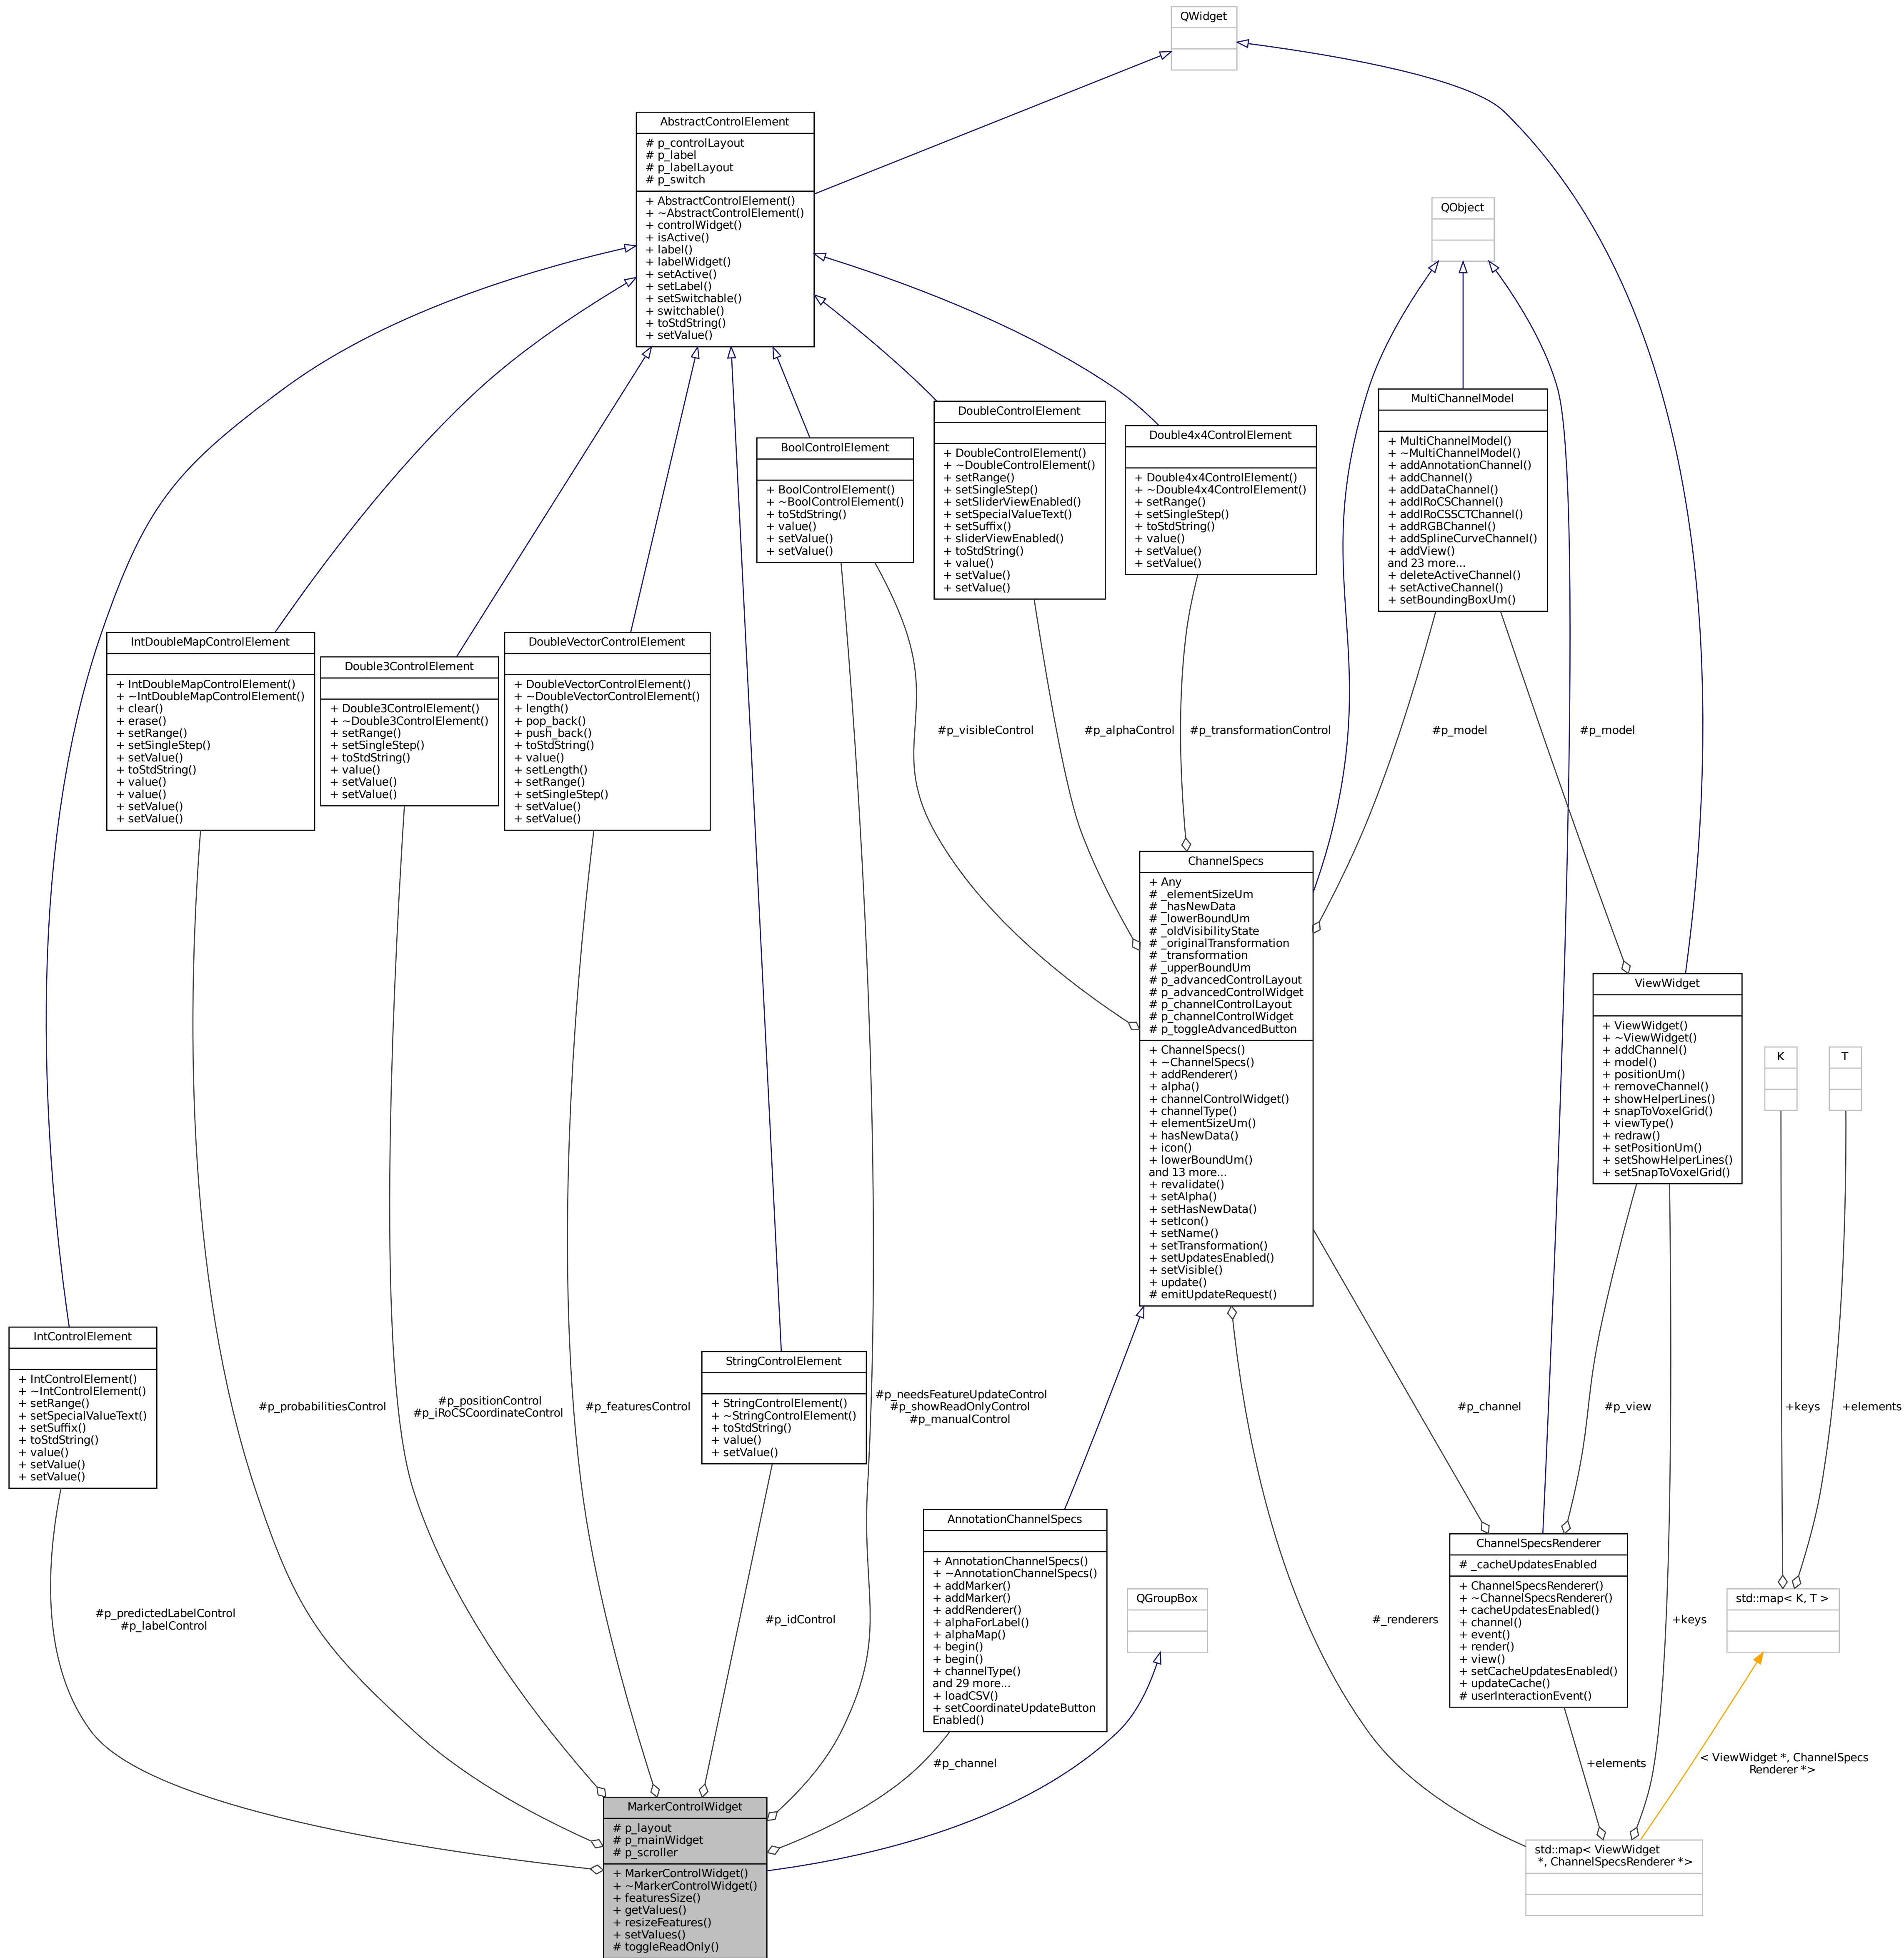 QWidget
AbstractControlElement
# p_controlLayout
# p_label
# p_labelLayout
# p_switch
+ AbstractControlElement()
+ ~AbstractControlElement()
+ controlWidget()
+ isActive()
+ label()
+ labelWidget()
+ setActive()
+ setLabel()
+ setSwitchable()
+ switchable()
+ toStdString()
+ setValue()
QObject
MultiChannelModel
+ MultiChannelModel()
+ ~MultiChannelModel()
+ addAnnotationChannel()
+ addChannel()
+ addDataChannel()
+ addIRoCSChannel()
+ addIRoCSSCTChannel()
+ addRGBChannel()
+ addSplineCurveChannel()
+ addView()
and 23 more...
+ deleteActiveChannel()
+ setActiveChannel()
+ setBoundingBoxUm()
DoubleControlElement
+ DoubleControlElement()
+ ~DoubleControlElement()
+ setRange()
+ setSingleStep()
+ setSliderViewEnabled()
+ setSpecialValueText()
+ setSuffix()
+ sliderViewEnabled()
+ toStdString()
+ value()
+ setValue()
+ setValue()
Double4x4ControlElement
+ Double4x4ControlElement()
+ ~Double4x4ControlElement()
+ setRange()
+ setSingleStep()
+ toStdString()
+ value()
+ setValue()
+ setValue()
BoolControlElement
+ BoolControlElement()
+ ~BoolControlElement()
+ toStdString()
+ value()
+ setValue()
+ setValue()
IntDoubleMapControlElement
+ IntDoubleMapControlElement()
+ ~IntDoubleMapControlElement()
+ clear()
+ erase()
+ setRange()
+ setSingleStep()
+ setValue()
+ toStdString()
+ value()
+ value()
+ setValue()
+ setValue()
Double3ControlElement
+ Double3ControlElement()
+ ~Double3ControlElement()
+ setRange()
+ setSingleStep()
+ toStdString()
+ value()
+ setValue()
+ setValue()
DoubleVectorControlElement
+ DoubleVectorControlElement()
+ ~DoubleVectorControlElement()
+ length()
+ pop_back()
+ push_back()
+ toStdString()
+ value()
+ setLength()
+ setRange()
+ setSingleStep()
+ setValue()
+ setValue()
#p_visibleControl
#p_alphaControl
#p_transformationControl
#p_model
#p_model
ChannelSpecs
+ Any
# _elementSizeUm
# _hasNewData
# _lowerBoundUm
# _oldVisibilityState
# _originalTransformation
# _transformation
# _upperBoundUm
# p_advancedControlLayout
# p_advancedControlWidget
# p_channelControlLayout
# p_channelControlWidget
# p_toggleAdvancedButton
+ ChannelSpecs()
+ ~ChannelSpecs()
+ addRenderer()
+ alpha()
+ channelControlWidget()
+ channelType()
+ elementSizeUm()
+ hasNewData()
+ icon()
+ lowerBoundUm()
and 13 more...
+ revalidate()
+ setAlpha()
+ setHasNewData()
+ setIcon()
+ setName()
+ setTransformation()
+ setUpdatesEnabled()
+ setVisible()
+ update()
# emitUpdateRequest()
ViewWidget
+ ViewWidget()
+ ~ViewWidget()
+ addChannel()
+ model()
+ positionUm()
+ removeChannel()
+ showHelperLines()
+ snapToVoxelGrid()
+ viewType()
+ redraw()
+ setPositionUm()
+ setShowHelperLines()
+ setSnapToVoxelGrid()
K
T
IntControlElement
+ IntControlElement()
+ ~IntControlElement()
+ setRange()
+ setSpecialValueText()
+ setSuffix()
+ toStdString()
+ value()
+ setValue()
+ setValue()
#p_probabilitiesControl
#p_positionControl
#p_iRoCSCoordinateControl
#p_featuresControl
StringControlElement
+ StringControlElement()
+ ~StringControlElement()
+ toStdString()
+ value()
+ setValue()
#p_needsFeatureUpdateControl
#p_showReadOnlyControl
#p_manualControl
#p_channel
#p_view
+keys
+elements
AnnotationChannelSpecs
+ AnnotationChannelSpecs()
+ ~AnnotationChannelSpecs()
+ addMarker()
+ addMarker()
+ addRenderer()
+ alphaForLabel()
+ alphaMap()
+ begin()
+ begin()
+ channelType()
and 29 more...
+ loadCSV()
+ setCoordinateUpdateButton
Enabled()
QGroupBox
ChannelSpecsRenderer
# _cacheUpdatesEnabled
+ ChannelSpecsRenderer()
+ ~ChannelSpecsRenderer()
+ cacheUpdatesEnabled()
+ channel()
+ event()
+ render()
+ view()
+ setCacheUpdatesEnabled()
+ updateCache()
# userInteractionEvent()
std::map< K, T >
#p_predictedLabelControl
#p_labelControl
#p_idControl
#_renderers
+keys
#p_channel
+elements
< ViewWidget *, ChannelSpecs
Renderer *>
MarkerControlWidget
# p_layout
# p_mainWidget
# p_scroller
+ MarkerControlWidget()
+ ~MarkerControlWidget()
+ featuresSize()
+ getValues()
+ resizeFeatures()
+ setValues()
# toggleReadOnly()
std::map< ViewWidget
*, ChannelSpecsRenderer *>